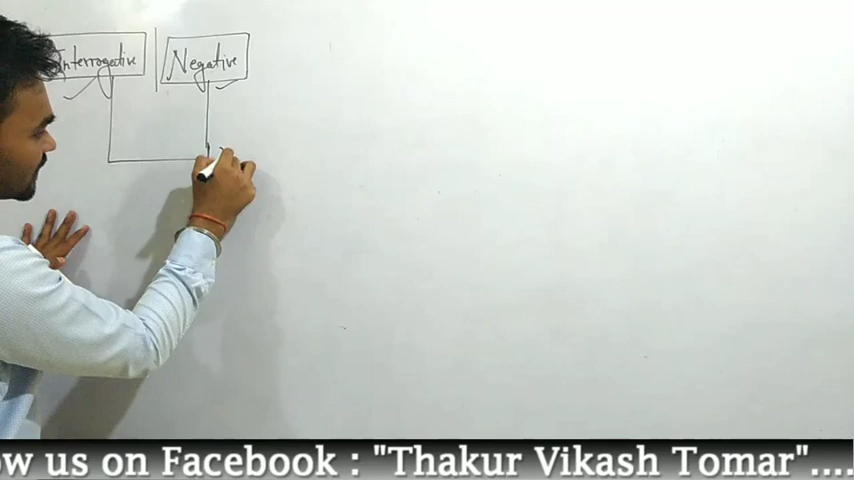 Interrogative
Negative
ow us on Facebook : "Thakur Vikash Tomar"....